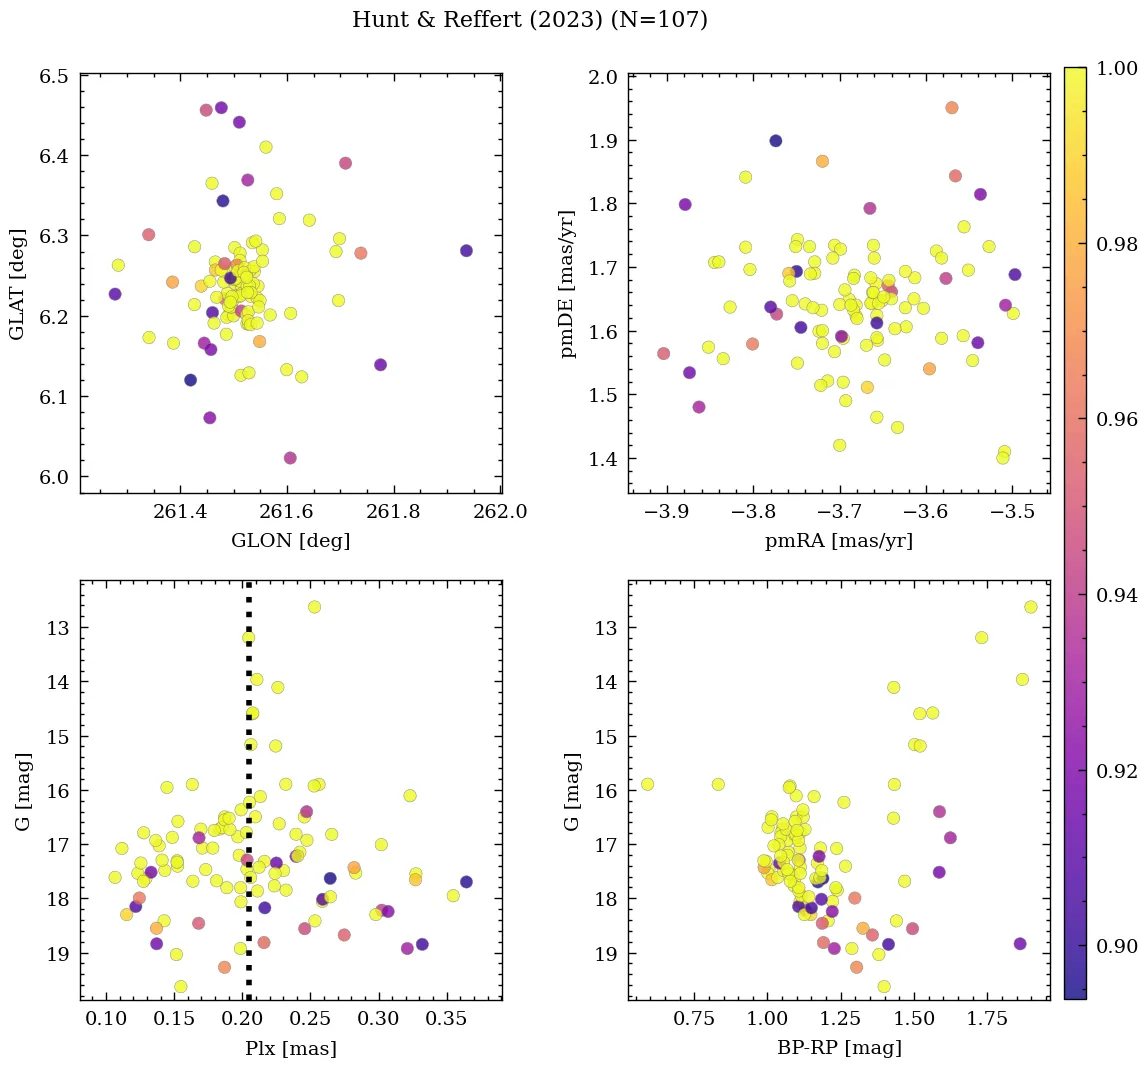 Hunt & Reffert (2023) (N=107)
6.5
6.4
6.3
6.2
6.1
6.0
GLAT [deg]
261.4 261.6 261.8 262.0
GLON [deg]
2.0
1.9
1.8
1.7
1.6
1.5
1.4
pmDE [mas/yr]
−3.9 −3.8 −3.7 −3.6 −3.5
pmRA [mas/yr]
13
14
15
16
17
18
19
G [mag]
0.10 0.15 0.20 0.25 0.30 0.35
Plx [mas]
13
14
15
16
17
18
19
G [mag]
0.75 1.00 1.25 1.50 1.75
BP-RP [mag]
1.00
0.98
0.96
0.94
0.92
0.90